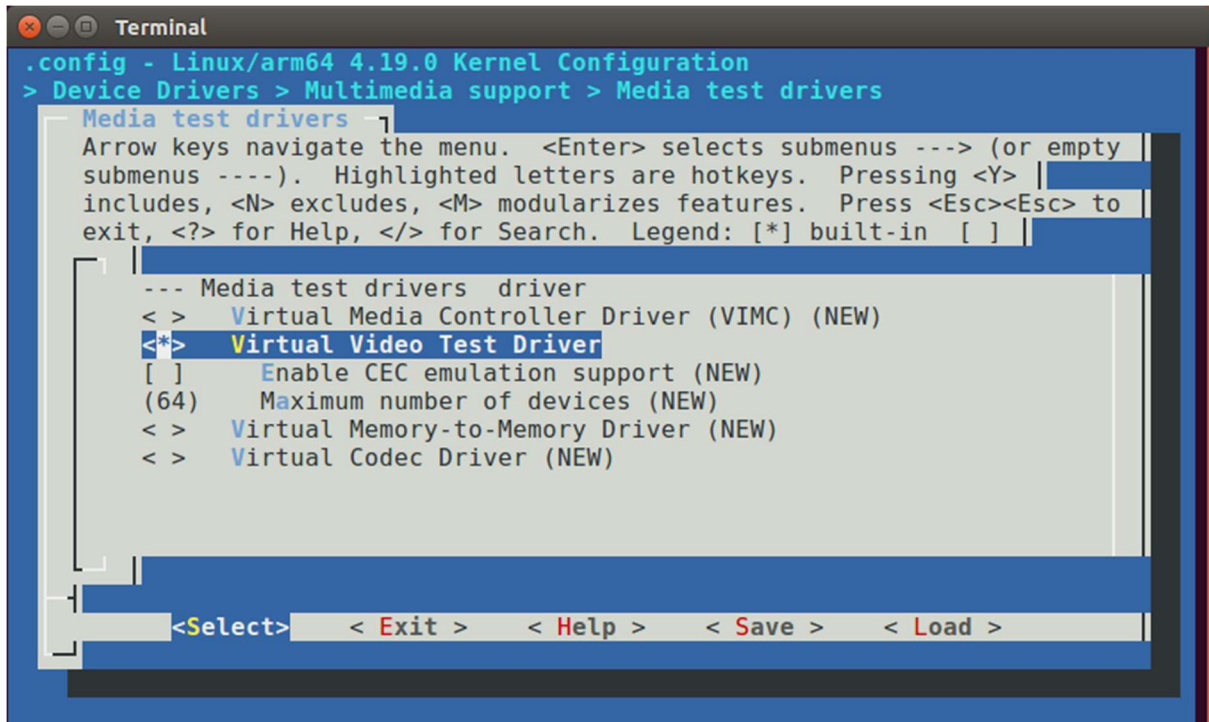 Terminal
.config - Linux/arm64 4.19.0 Kernel Configuration
> Device Drivers > Multimedia support > Media test drivers
Media test drivers
Arrow keys navigate the menu.  <Enter> selects submenus ---> (or empty
submenus ----).  Highlighted letters are hotkeys.  Pressing <Y>
includes, <N> excludes, <M> modularizes features.  Press <Esc><Esc> to
exit, <?> for Help, </> for Search.  Legend: [*] built-in  [ ]
--- Media test drivers  driver
< >   Virtual Media Controller Driver (VIMC) (NEW)
<*>   Virtual Video Test Driver
[ ]     Enable CEC emulation support (NEW)
(64)    Maximum number of devices (NEW)
< >   Virtual Memory-to-Memory Driver (NEW)
< >   Virtual Codec Driver (NEW)
<Select>    < Exit >    < Help >    < Save >    < Load >